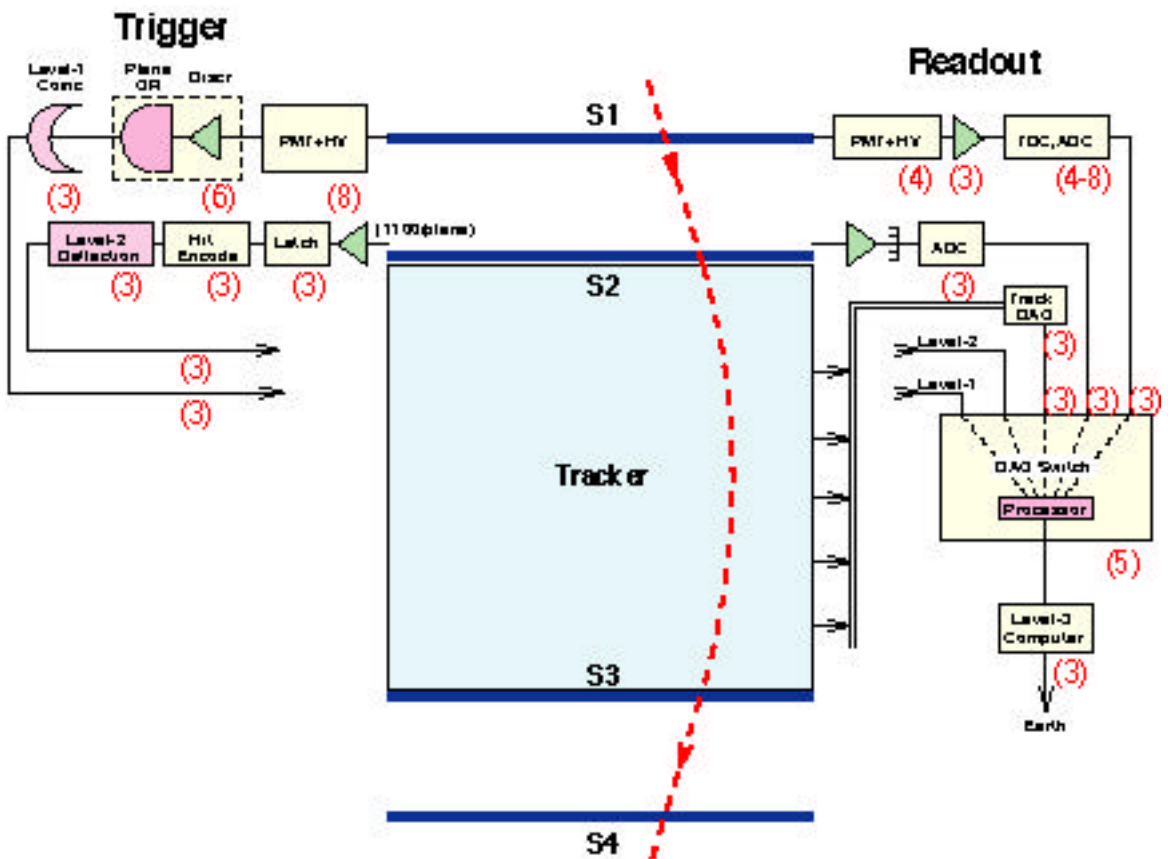 Trigger
Readout
Level-1
Coinc
Plane
OR
Discr
PMT+HV
S1
PMT+HV
TDC,ADC
(3)
(6)
(8)
(4)
(3)
(4-8)
Level-2
Deflection
Hit
Encode
Latch
(1100/plane)
ADC
(3)
(3)
(3)
S2
(3)
Track
DAQ
(3)
(3)
Level-2
Level-1
(3)
(3)
(3)
(3)
Tracker
DAQ Switch
Processor
(5)
Level-3
Computer
(3)
S3
Earth
S4